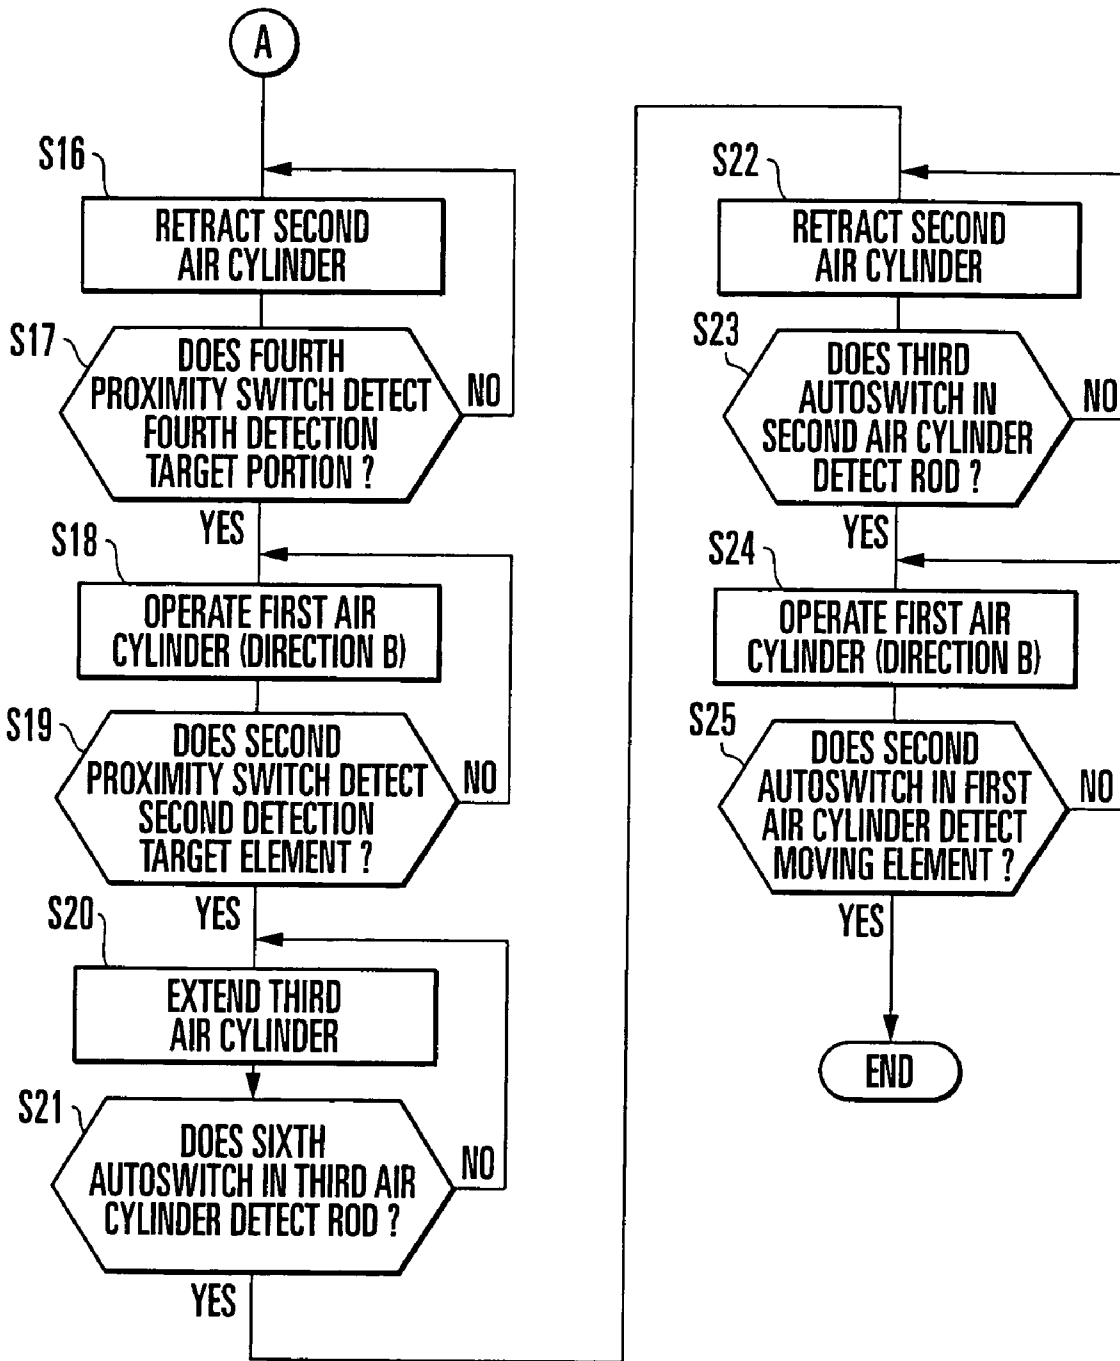 A
S16
RETRACT SECOND
AIR CYLINDER
S17
DOES FOURTH
PROXIMITY SWITCH DETECT
FOURTH DETECTION
TARGET PORTION ?
NO
YES
S18
OPERATE FIRST AIR
CYLINDER (DIRECTION B)
S19
DOES SECOND
PROXIMITY SWITCH DETECT
SECOND DETECTION
TARGET ELEMENT ?
NO
YES
S20
EXTEND THIRD
AIR CYLINDER
S21
DOES SIXTH
AUTOSWITCH IN THIRD AIR
CYLINDER DETECT ROD ?
NO
YES
S22
RETRACT SECOND
AIR CYLINDER
S23
DOES THIRD
AUTOSWITCH IN
SECOND AIR CYLINDER
DETECT ROD ?
NO
YES
S24
OPERATE FIRST AIR
CYLINDER (DIRECTION B)
S25
DOES SECOND
AUTOSWITCH IN FIRST
AIR CYLINDER DETECT
MOVING ELEMENT ?
NO
YES
END